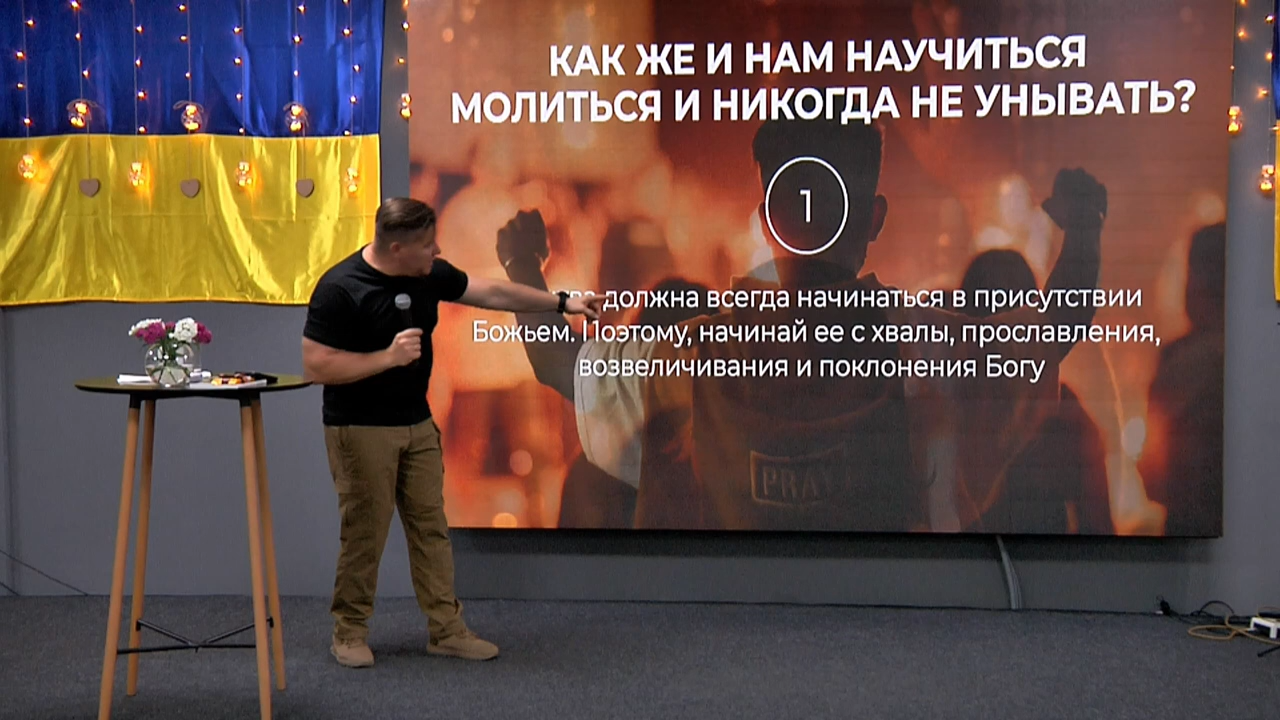 КАК ЖЕ И НАМ НАУЧИТЬСЯ
МОЛИТЬСЯ И НИКОГДА НЕ УНЫВАТЬ?
1
должна всегда начинаться в присутствии
Божьем. Поэтому, начинай ее с хвалы, прославления,
возвеличивания и поклонения Богу
PRAY